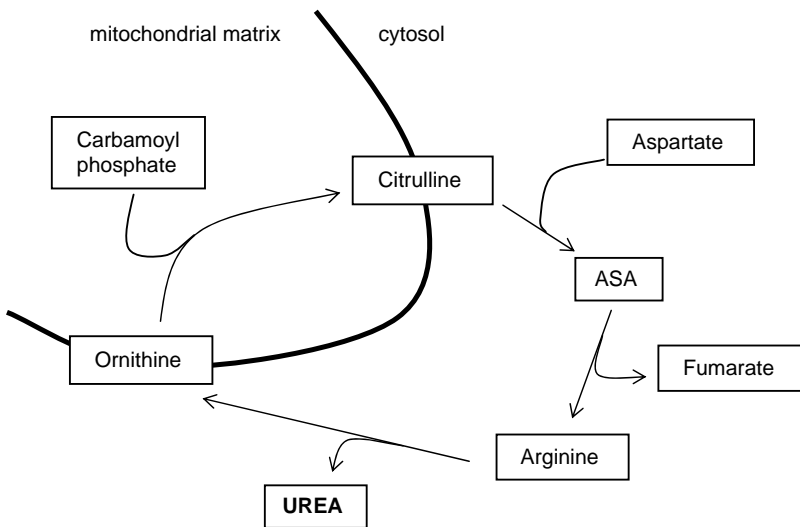 mitochondrial matrix
cytosol
Carbamoyl
phosphate
Citrulline
Aspartate
ASA
Ornithine
Fumarate
Arginine
UREA